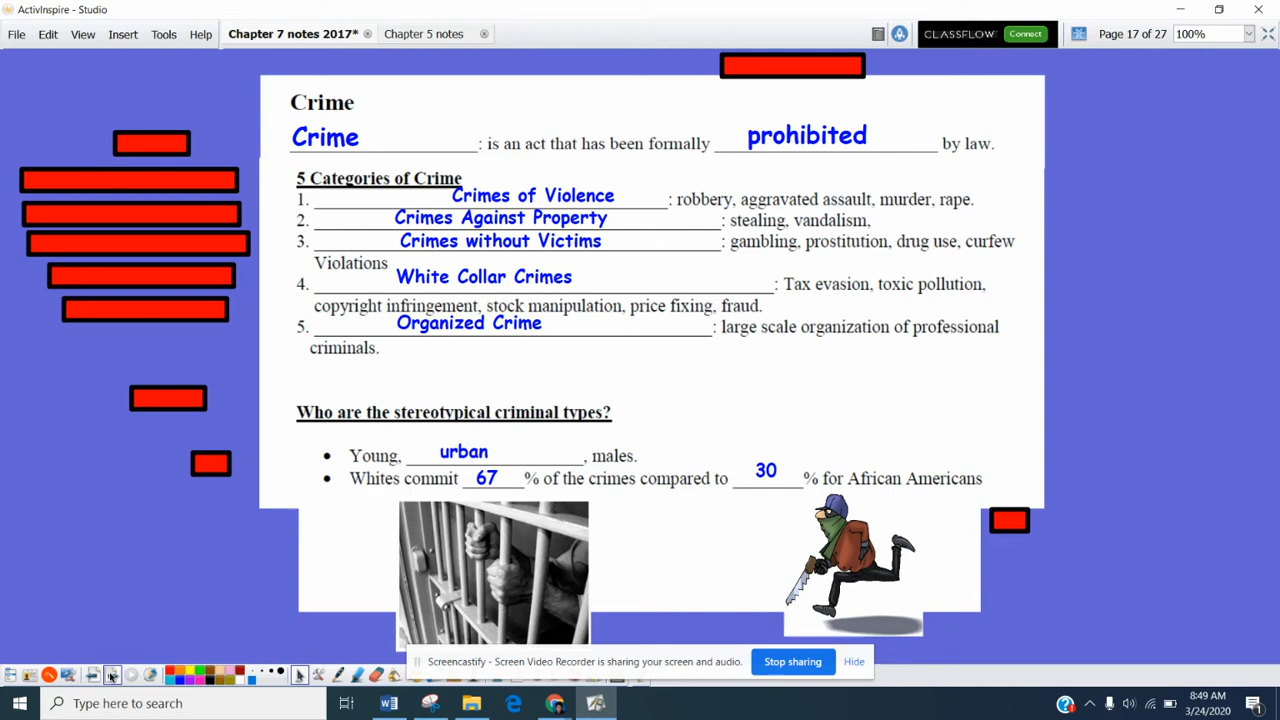 ActivInspire - Studio
File Edit View Insert Tools Help Chapter 7 notes 2017* Chapter 5 notes CLASSFLOW Connect Page 17 of 27 100%
Crime
Crime : is an act that has been formally prohibited by law.
5 Categories of Crime
1. Crimes of Violence : robbery, aggravated assault, murder, rape.
2. Crimes Against Property : stealing, vandalism,
3. Crimes without Victims : gambling, prostitution, drug use, curfew
Violations
4. White Collar Crimes : Tax evasion, toxic pollution,
copyright infringement, stock manipulation, price fixing, fraud.
5. Organized Crime : large scale organization of professional
criminals.
Who are the stereotypical criminal types?
• Young, urban , males.
• Whites commit 67 % of the crimes compared to 30 % for African Americans
Screencastify - Screen Video Recorder is sharing your screen and audio. Stop sharing Hide
Type here to search
8:49 AM
3/24/2020
1